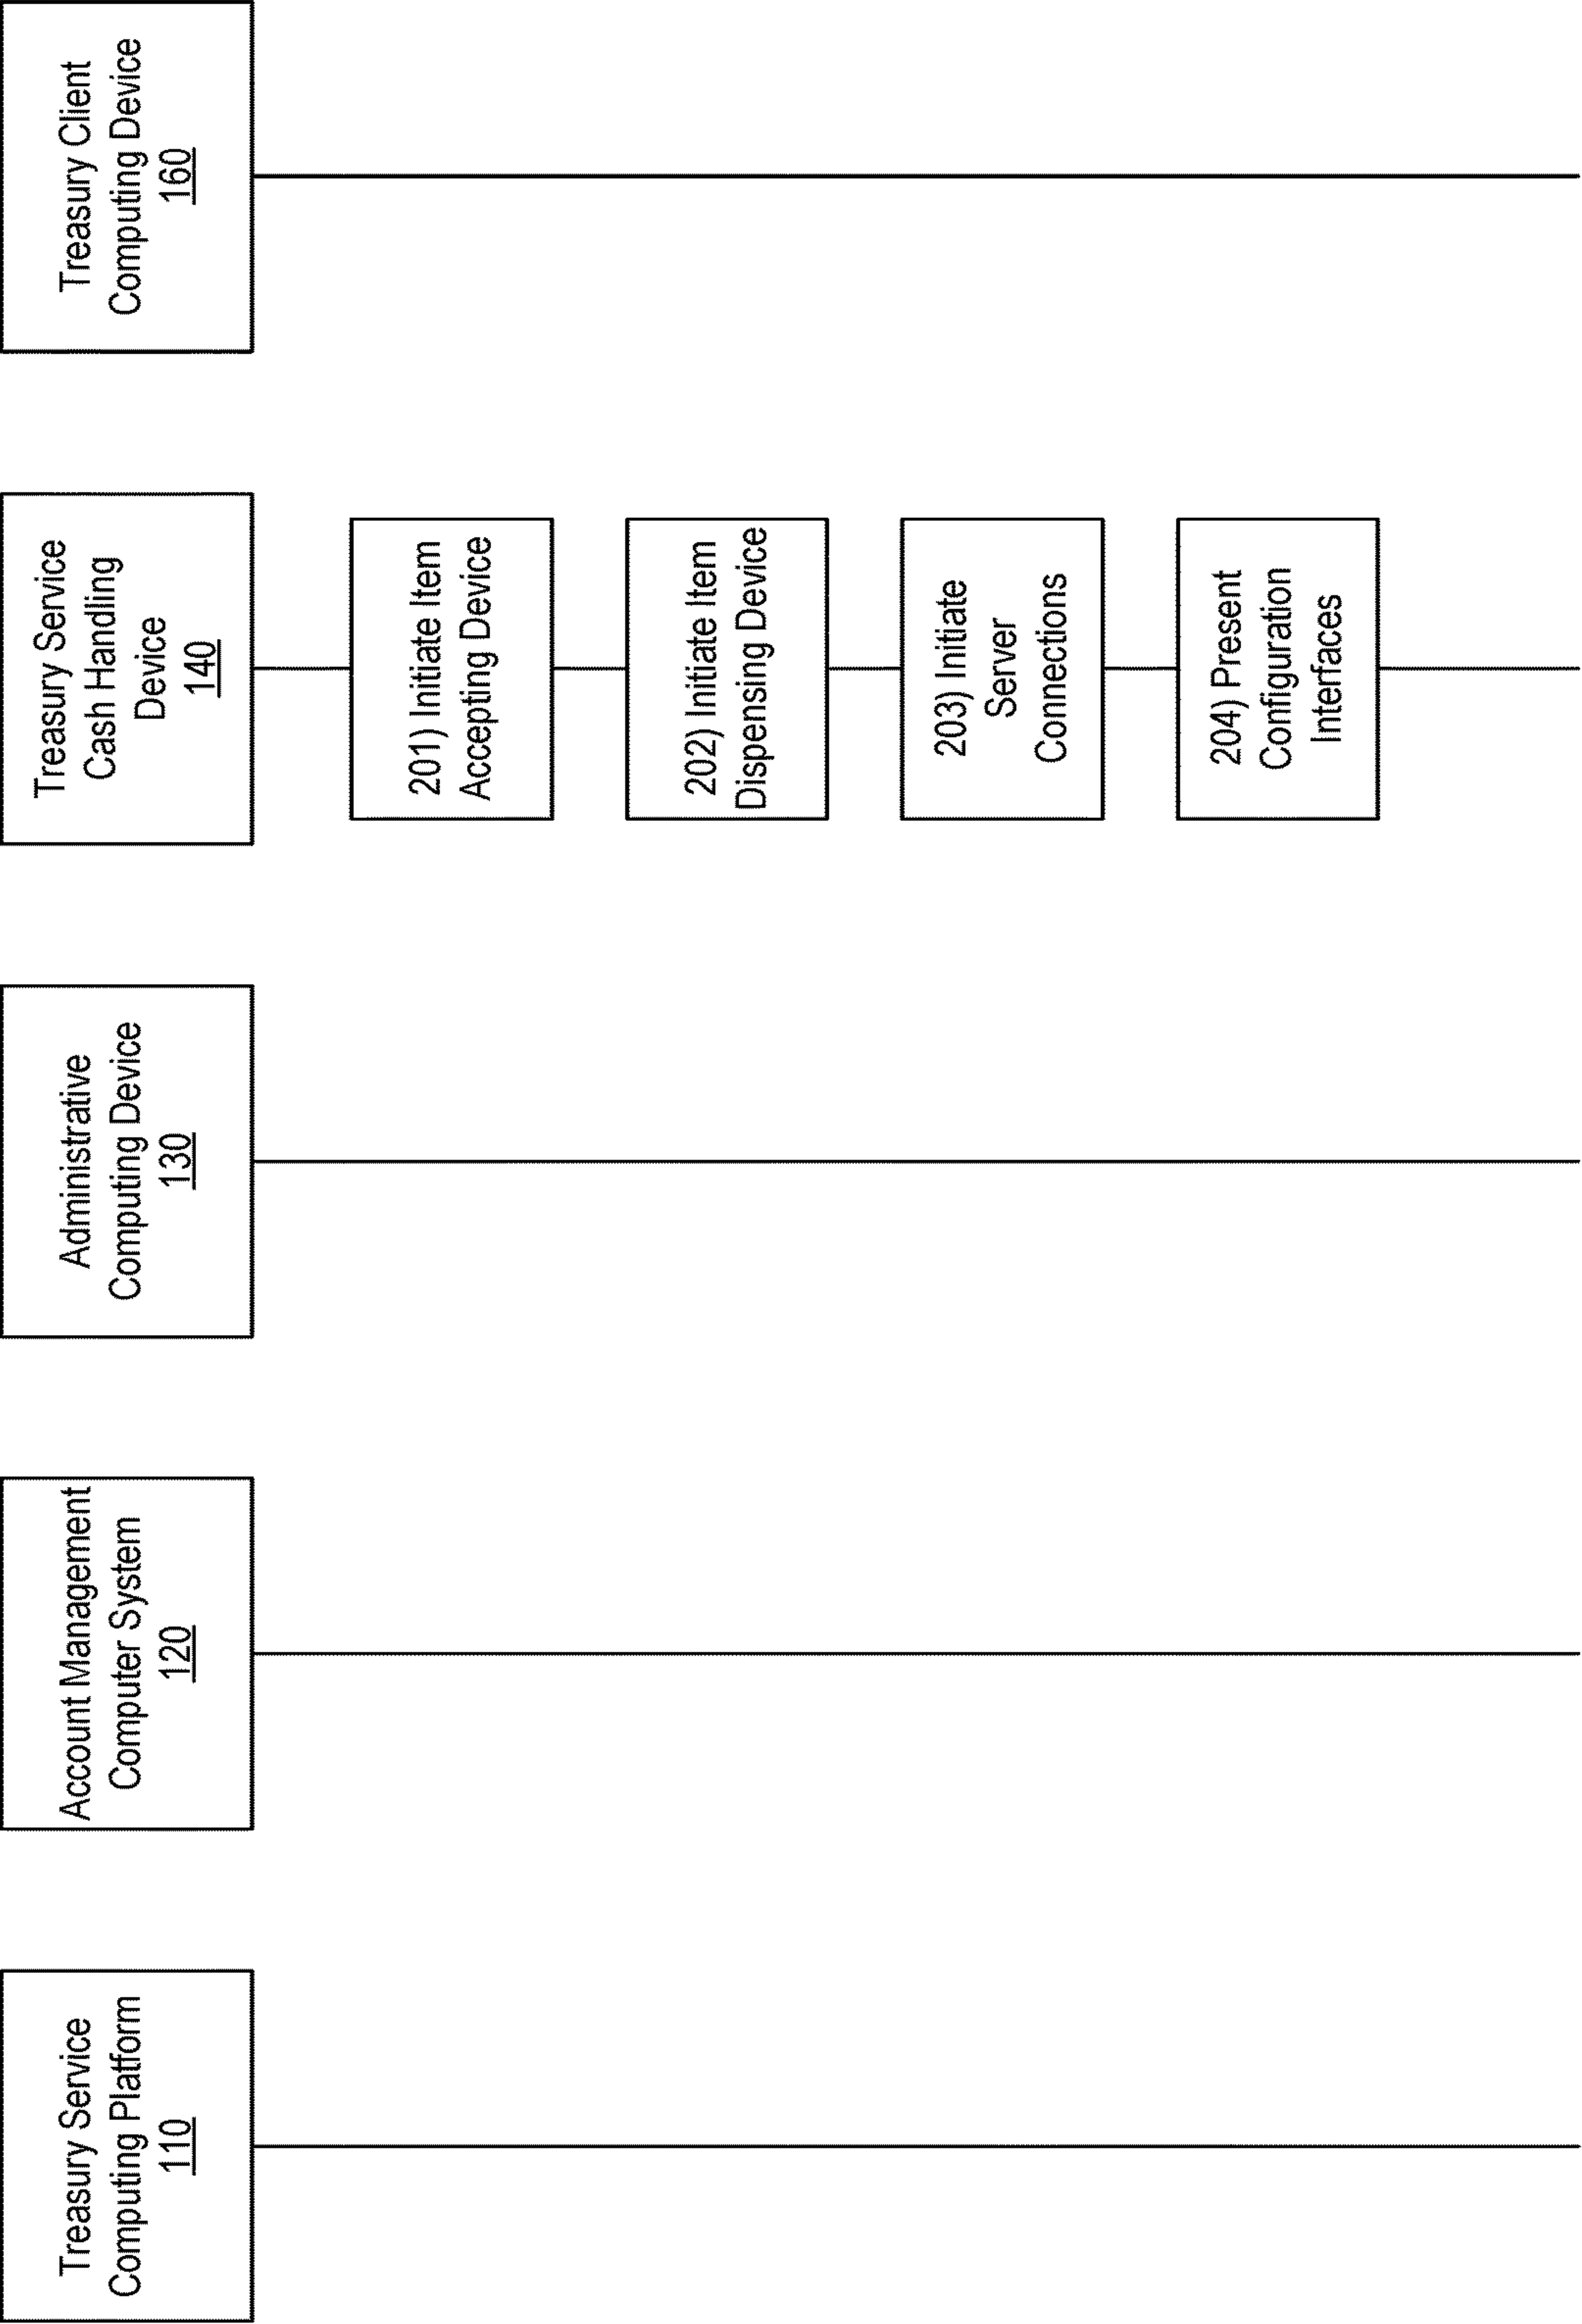 Treasury Service
Computing Platform
110
Account Management
Computer System
120
Administrative
Computing Device
130
Treasury Service
Cash Handling
Device
140
Treasury Client
Computing Device
160
201) Initiate Item
Accepting Device
202) Initiate Item
Dispensing Device
203) Initiate
Server
Connections
204) Present
Configuration
Interfaces